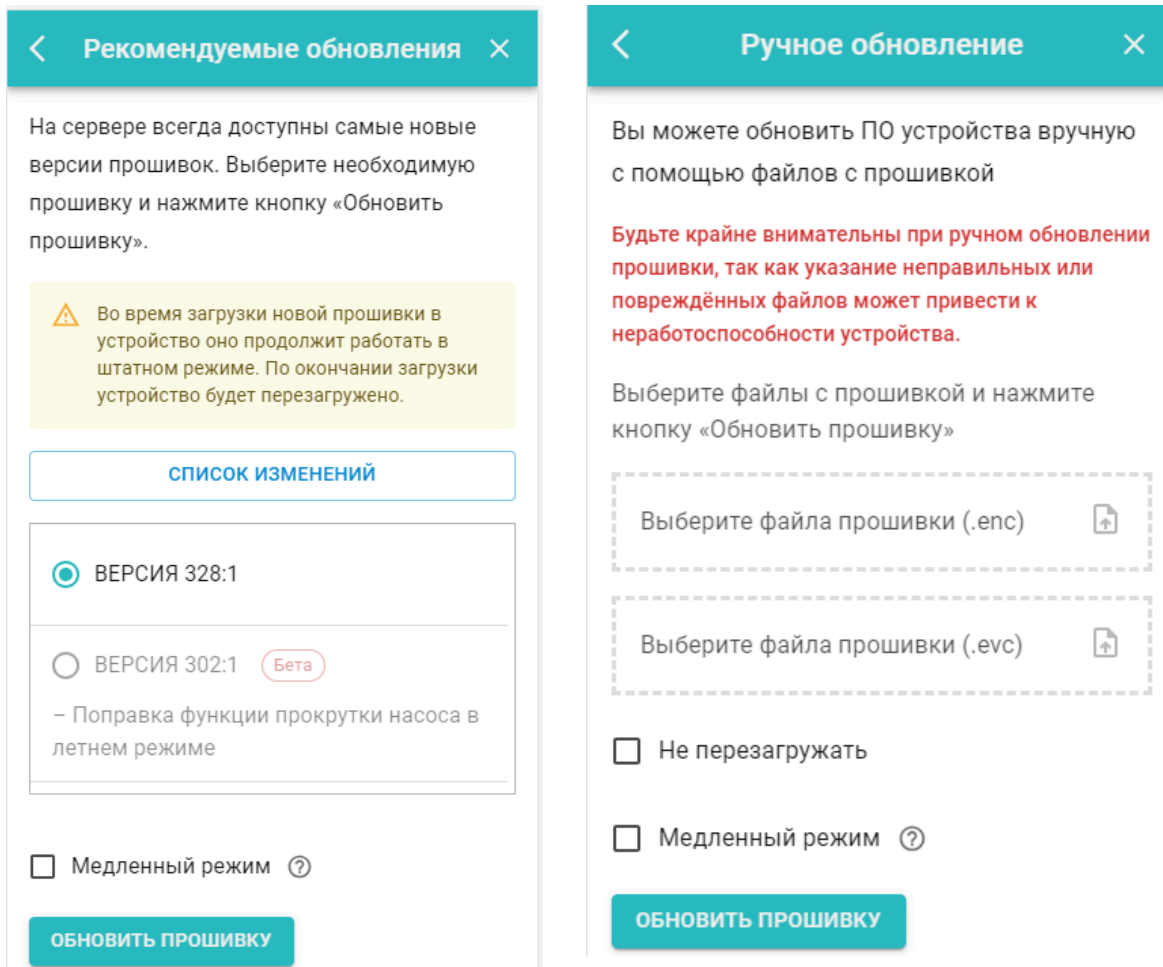 Рекомендуемые обновления
На сервере всегда доступны самые новые
версии прошивок. Выберите необходимую
прошивку и нажмите кнопку «Обновить
прошивку».
Во время загрузки новой прошивки в
устройство оно продолжит работать в
штатном режиме. По окончании загрузки
устройство будет перезагружено.
СПИСОК ИЗМЕНЕНИЙ
ВЕРСИЯ 328:1
ВЕРСИЯ 302:1 Бета
– Поправка функции прокрутки насоса в
летнем режиме
Медленный режим
ОБНОВИТЬ ПРОШИВКУ
Ручное обновление
Вы можете обновить ПО устройства вручную
с помощью файлов с прошивкой
Будьте крайне внимательны при ручном обновлении
прошивки, так как указание неправильных или
повреждённых файлов может привести к
неработоспособности устройства.
Выберите файлы с прошивкой и нажмите
кнопку «Обновить прошивку»
Выберите файла прошивки (.enc)
Выберите файла прошивки (.evc)
Не перезагружать
Медленный режим
ОБНОВИТЬ ПРОШИВКУ